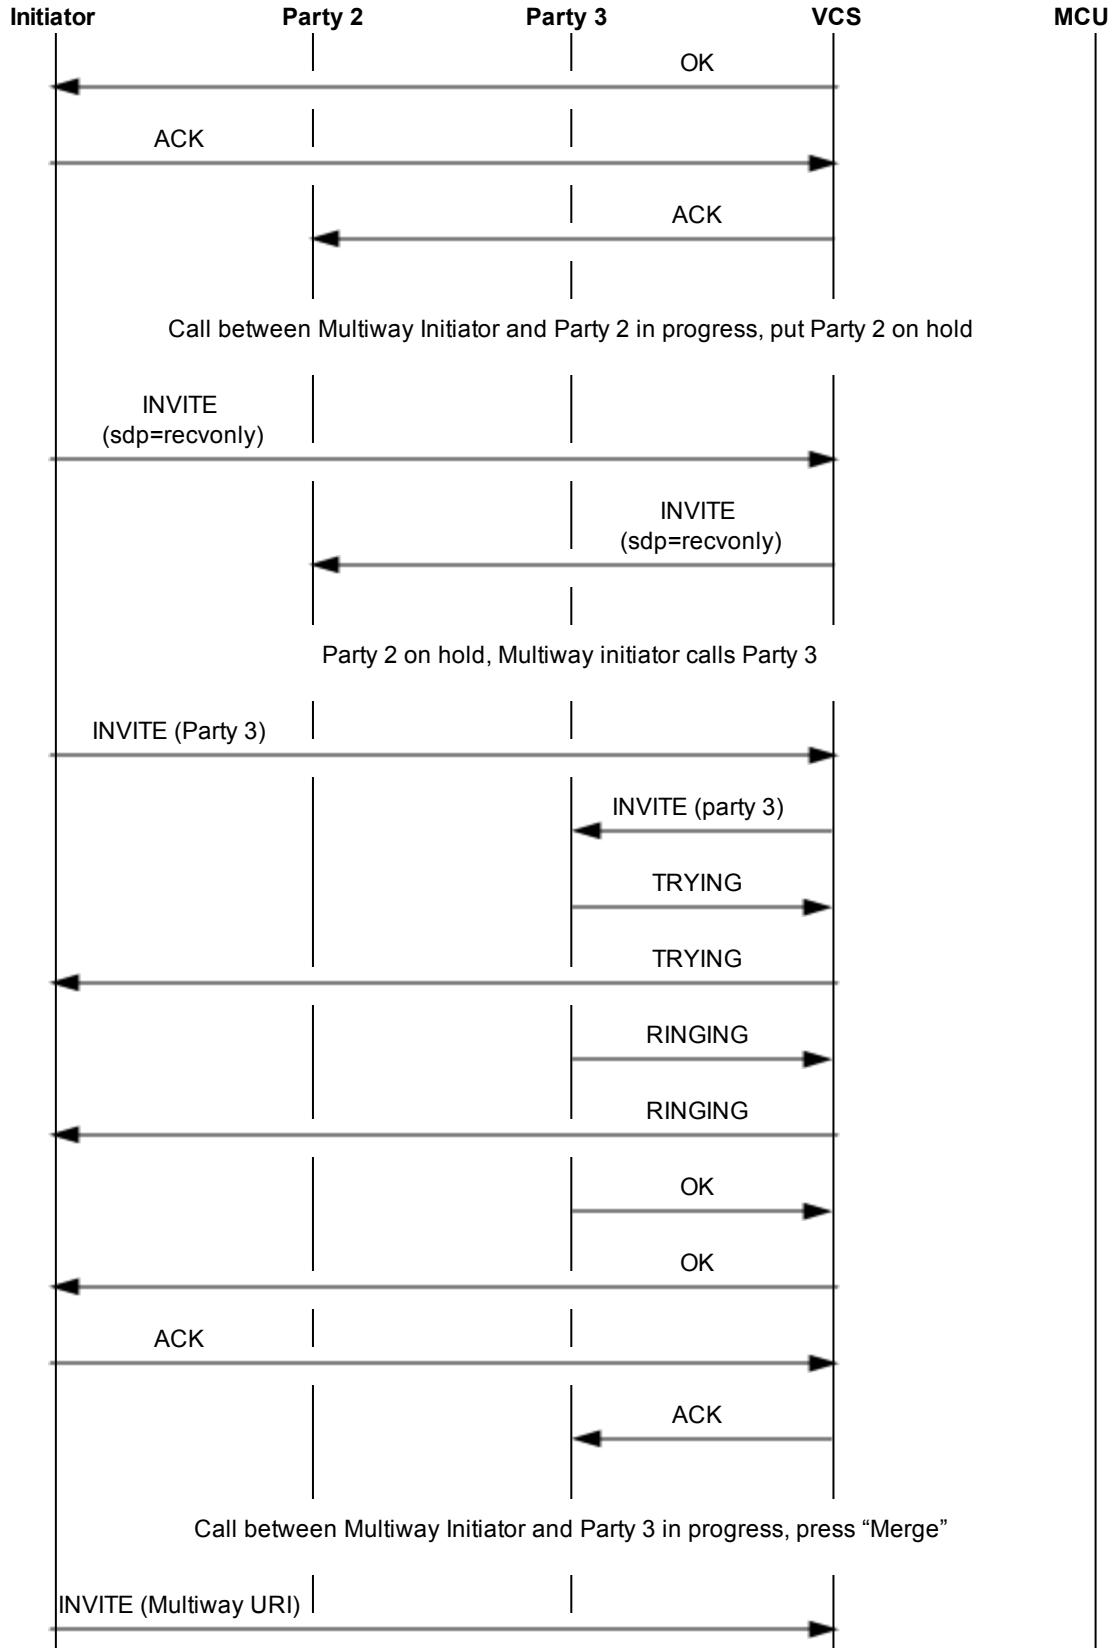 Initiator Party 2 Party 3 VCS MCU
OK
ACK
ACK
Call between Multiway Initiator and Party 2 in progress, put Party 2 on hold
INVITE
(sdp=recvonly)
INVITE
(sdp=recvonly)
Party 2 on hold, Multiway initiator calls Party 3
INVITE (Party 3)
INVITE (party 3)
TRYING
TRYING
RINGING
RINGING
OK
OK
ACK
ACK
Call between Multiway Initiator and Party 3 in progress, press “Merge”
INVITE (Multiway URI)